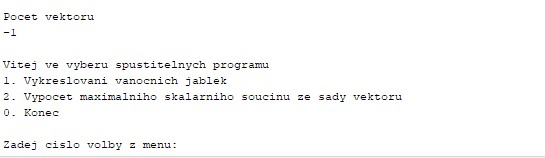 Pocet vektoru
-1
Vitej ve vyberu spustitelnych programu
1. Vykreslovani vanocnich jablek
2. Vypocet maximalniho skalarniho soucinu ze sady vektoru
0. Konec
Zadej cislo volby z menu: